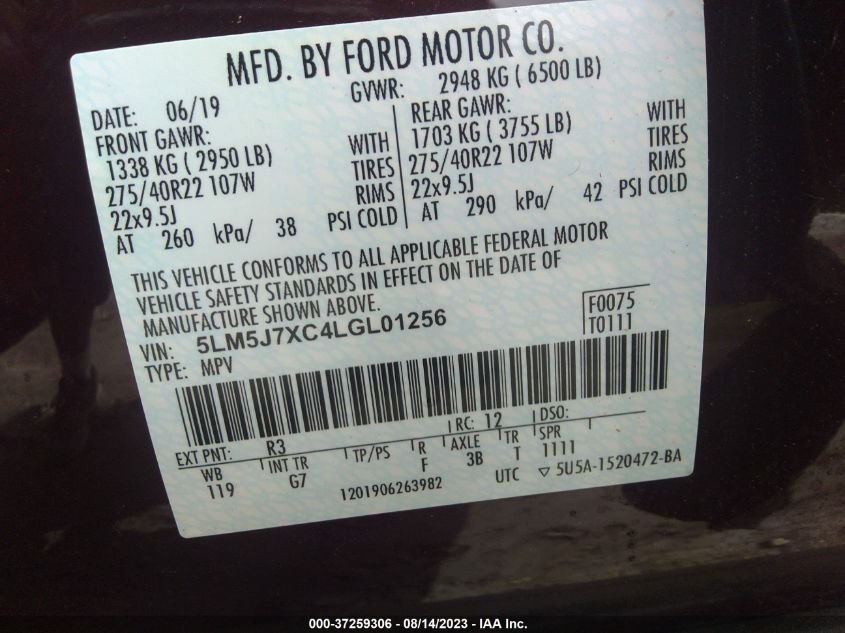 MFD. BY FORD MOTOR CO.
DATE: 06/19 GVWR: 2948 KG ( 6500 LB)
FRONT GAWR: REAR GAWR:
1338 KG ( 2950 LB) WITH 1703 KG ( 3755 LB) WITH
275/40R22 107W TIRES 275/40R22 107W TIRES
22x9.5J RIMS 22x9.5J RIMS
AT 260 kPa/ 38 PSI COLD AT 290 kPa/ 42 PSI COLD
THIS VEHICLE CONFORMS TO ALL APPLICABLE FEDERAL MOTOR
VEHICLE SAFETY STANDARDS IN EFFECT ON THE DATE OF
MANUFACTURE SHOWN ABOVE.
VIN: 5LM5J7XC4LGL01256 F0075
TYPE: MPV T0111
EXT PNT: R3 RC: 12 DSO:
WB INT TR TP/PS R AXLE TR SPR
119 G7 F 3B T 1111
1201906263982 UTC ▽ 5U5A-1520472-BA
000-37259306 - 08/14/2023 - IAA Inc.